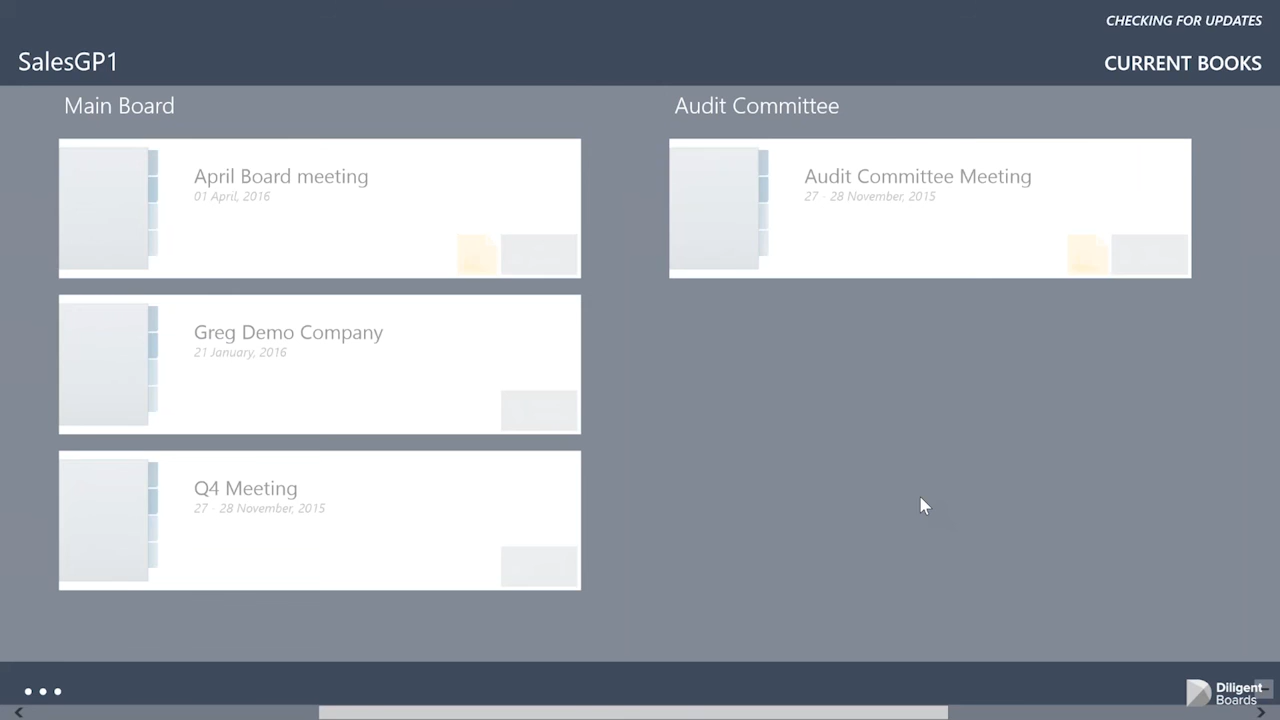 CHECKING FOR UPDATES
SalesGP1
CURRENT BOOKS
Main Board
April Board meeting
01 April, 2016
Greg Demo Company
21 January, 2016
Q4 Meeting
27 - 28 November, 2015
Audit Committee
Audit Committee Meeting
27 - 28 November, 2015
Diligent
Boards